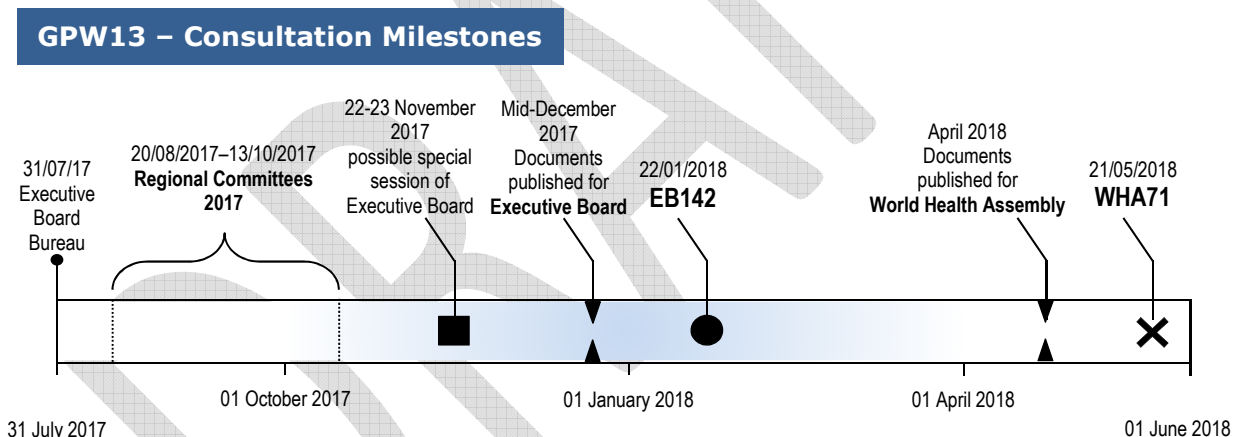 GPW13 – Consultation Milestones
31/07/17
Executive
Board
Bureau
20/08/2017–13/10/2017
Regional Committees
2017
22-23 November
2017
possible special
session of
Executive Board
Mid-December
2017
Documents
published for
Executive Board
22/01/2018
EB142
April 2018
Documents
published for
World Health Assembly
21/05/2018
WHA71
01 October 2017
01 January 2018
01 April 2018
31 July 2017
01 June 2018